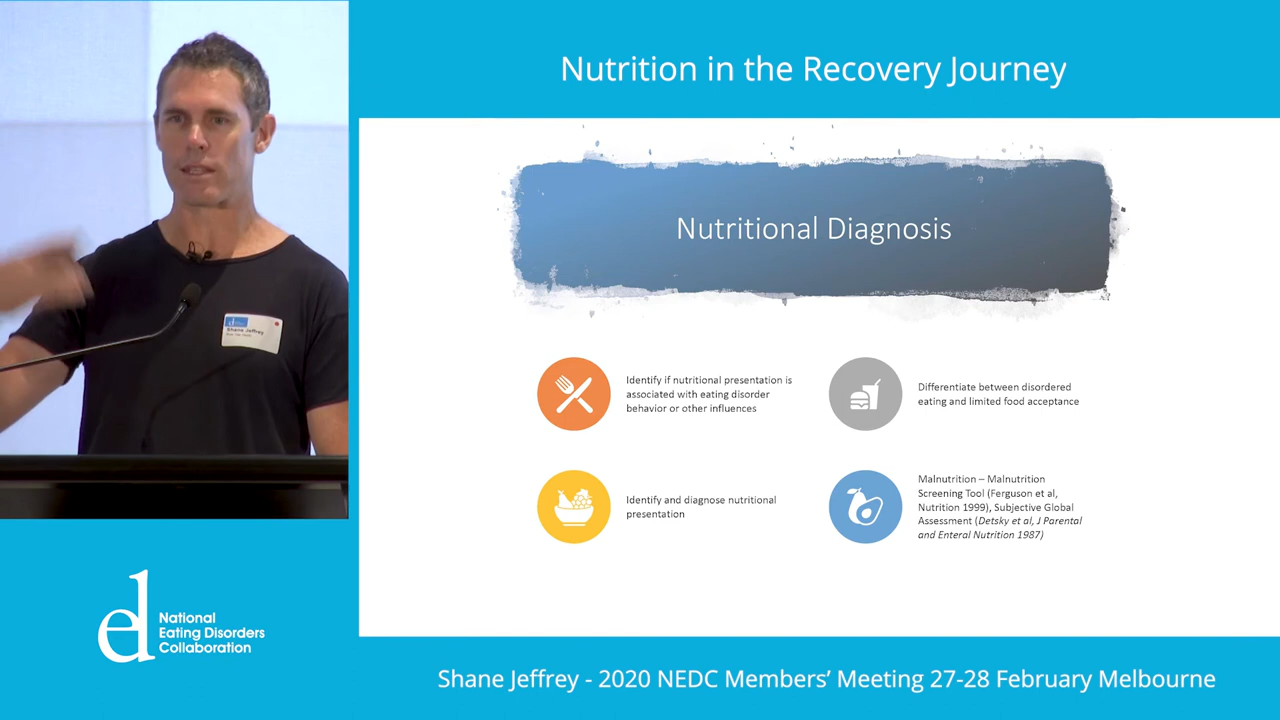 Nutrition in the Recovery Journey
Nutritional Diagnosis
Identify if nutritional presentation is
associated with eating disorder
behavior or other influences
Differentiate between disordered
eating and limited food acceptance
Identify and diagnose nutritional
presentation
Malnutrition – Malnutrition
Screening Tool (Ferguson et al,
Nutrition 1999), Subjective Global
Assessment (Detsky et al, J Parental
and Enteral Nutrition 1987)
d
Shane Jeffrey
ed
National
Eating Disorders
Collaboration
Shane Jeffrey - 2020 NEDC Members’ Meeting 27-28 February Melbourne